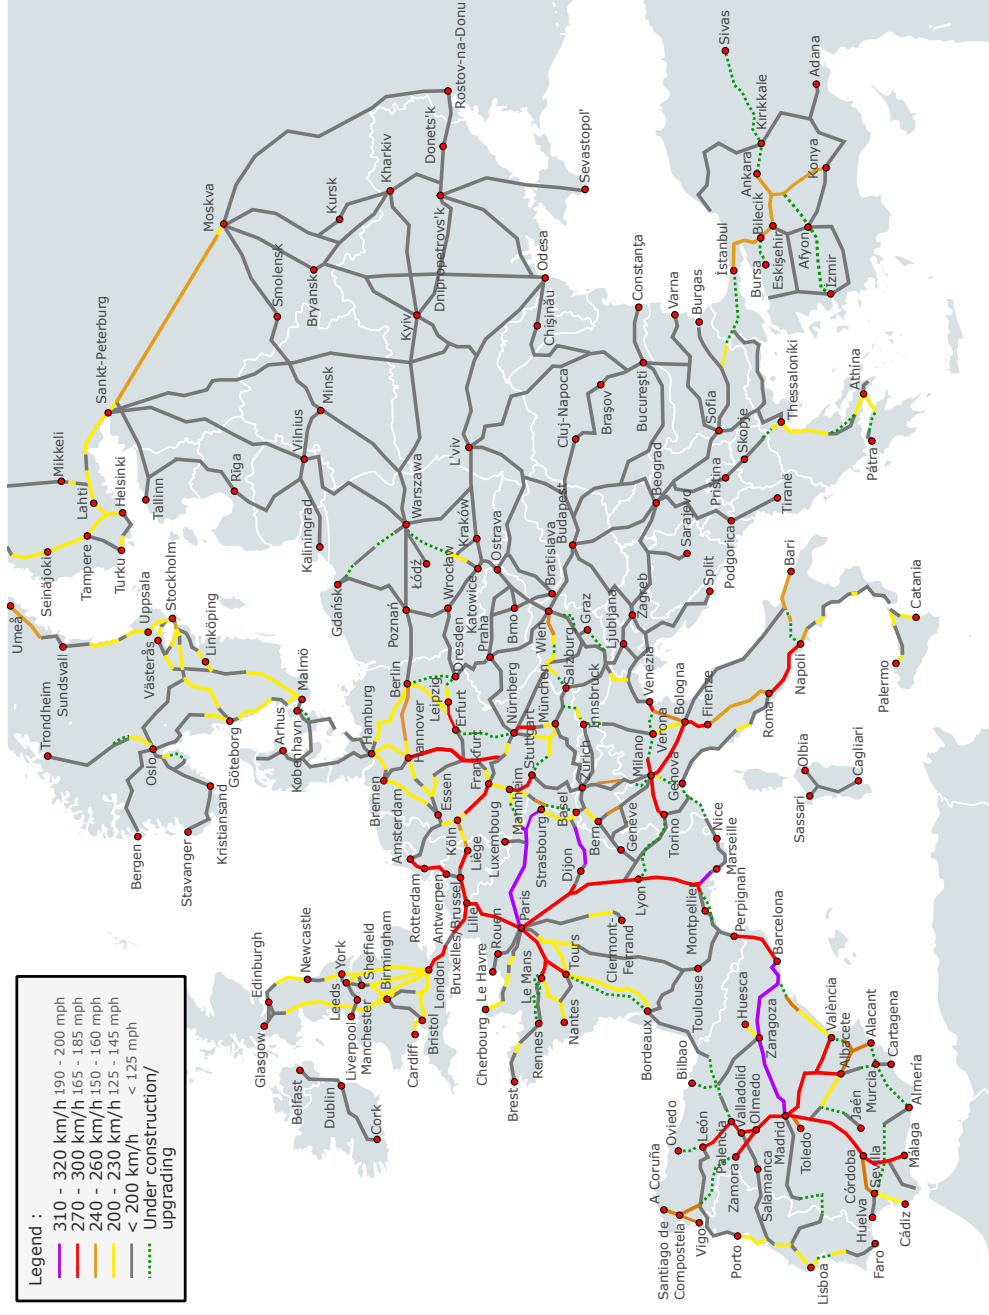 Legend :
310 - 320 km/h 190 - 200 mph
270 - 300 km/h 165 - 185 mph
240 - 260 km/h 150 - 160 mph
200 - 230 km/h 125 - 145 mph
< 200 km/h < 125 mph
Under construction/
upgrading
Umeå
Seinäjoki
Sundsvall
Trondheim
Tampere
Turku
Lahti
Helsinki
Mikkeli
Sankt-Peterburg
Moskva
Tallinn
Rīga
Vilnius
Minsk
Smolensk
Bryansk
Kursk
Kharkiv
Donets'k
Rostov-na-Donu
Dnipropetrovs'k
Sevastopol'
Kyiv
Odesa
Chişinău
Kaliningrad
Uppsala
Stockholm
Västerås
Linköping
Oslo
Göteborg
Malmö
København
Århus
Bergen
Stavanger
Kristiansand
Gdańsk
Warszawa
Łódź
Poznań
Wrocław
Kraków
Katowice
Ostrava
L'viv
Praha
Brno
Bratislava
Wien
Budapest
Cluj-Napoca
Braşov
Bucureşti
Constanţa
Varna
Burgas
Sofia
Skopje
Pristina
Beograd
Sarajevo
Podgorica
Tiranë
Thessaloníki
Athína
Pátra
İstanbul
Bursa
Bilecik
Eskişehir
Ankara
Kırıkkale
Sivas
Adana
Konya
Afyon
İzmir
Split
Zagreb
Ljubljana
Graz
Salzburg
Innsbruck
München
Nürnberg
Dresden
Leipzig
Erfurt
Berlin
Hamburg
Hannover
Bremen
Essen
Köln
Frankfurt
Mannheim
Stuttgart
Strasbourg
Basel
Zürich
Bern
Genève
Luxembourg
Liège
Amsterdam
Rotterdam
Antwerpen
Bruxelles/Brussel
Lille
Paris
Rouen
Le Havre
Cherbourg
Le Mans
Rennes
Brest
Nantes
Tours
Clermont-
Ferrand
Bordeaux
Toulouse
Dijon
Lyon
Montpellier
Marseille
Nice
Perpignan
Torino
Milano
Verona
Genova
Venezia
Bologna
Firenze
Roma
Napoli
Bari
Catania
Palermo
Olbia
Sassari
Cagliari
Edinburgh
Glasgow
Newcastle
York
Leeds
Sheffield
Liverpool
Manchester
Birmingham
London
Bristol
Cardiff
Belfast
Dublin
Cork
Barcelona
Huesca
Zaragoza
Bilbao
Oviedo
León
Palencia
Valladolid
Olmedo
Zamora
Salamanca
Madrid
Toledo
València
Albacete
Alacant
Murcia
Cartagena
Almería
Jaén
Córdoba
Sevilla
Málaga
Cádiz
Huelva
Faro
Lisboa
Porto
Vigo
Santiago de
Compostela
A Coruña